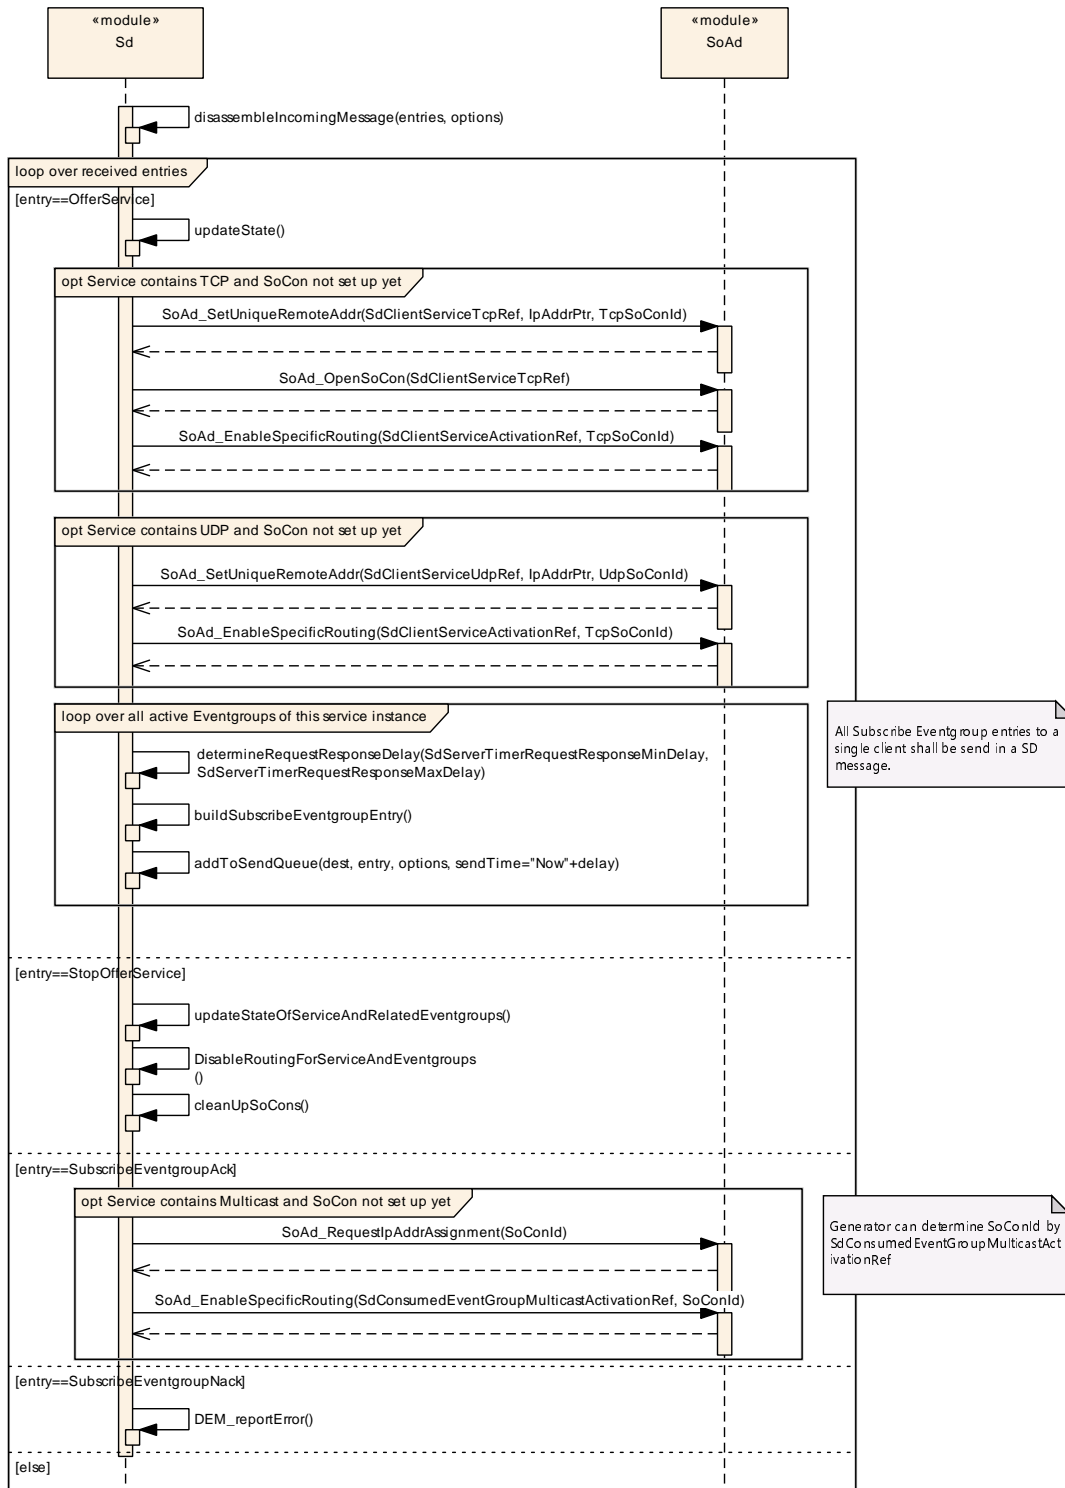 «module»
Sd
«module»
SoAd
disassembleIncomingMessage(entries, options)
loop over received entries
[entry==OfferService]
updateState()
opt Service contains TCP and SoCon not set up yet
SoAd_SetUniqueRemoteAddr(SdClientServiceTcpRef, IpAddrPtr, TcpSoConId)
SoAd_OpenSoCon(SdClientServiceTcpRef)
SoAd_EnableSpecificRouting(SdClientServiceActivationRef, TcpSoConId)
opt Service contains UDP and SoCon not set up yet
SoAd_SetUniqueRemoteAddr(SdClientServiceUdpRef, IpAddrPtr, UdpSoConId)
SoAd_EnableSpecificRouting(SdClientServiceActivationRef, TcpSoConId)
loop over all active Eventgroups of this service instance
determineRequestResponseDelay(SdServerTimerRequestResponseMinDelay,
SdServerTimerRequestResponseMaxDelay)
buildSubscribeEventgroupEntry()
addToSendQueue(dest, entry, options, sendTime="Now"+delay)
All Subscribe Eventgroup entries to a
single client shall be send in a SD
message.
[entry==StopOfferService]
updateStateOfServiceAndRelatedEventgroups()
DisableRoutingForServiceAndEventgroups
()
cleanUpSoCons()
[entry==SubscribeEventgroupAck]
opt Service contains Multicast and SoCon not set up yet
SoAd_RequestIpAddrAssignment(SoConId)
SoAd_EnableSpecificRouting(SdConsumedEventGroupMulticastActivationRef, SoConId)
Generator can determine SoConId by
SdConsumedEventGroupMulticastAct
ivationRef
[entry==SubscribeEventgroupNack]
DEM_reportError()
[else]